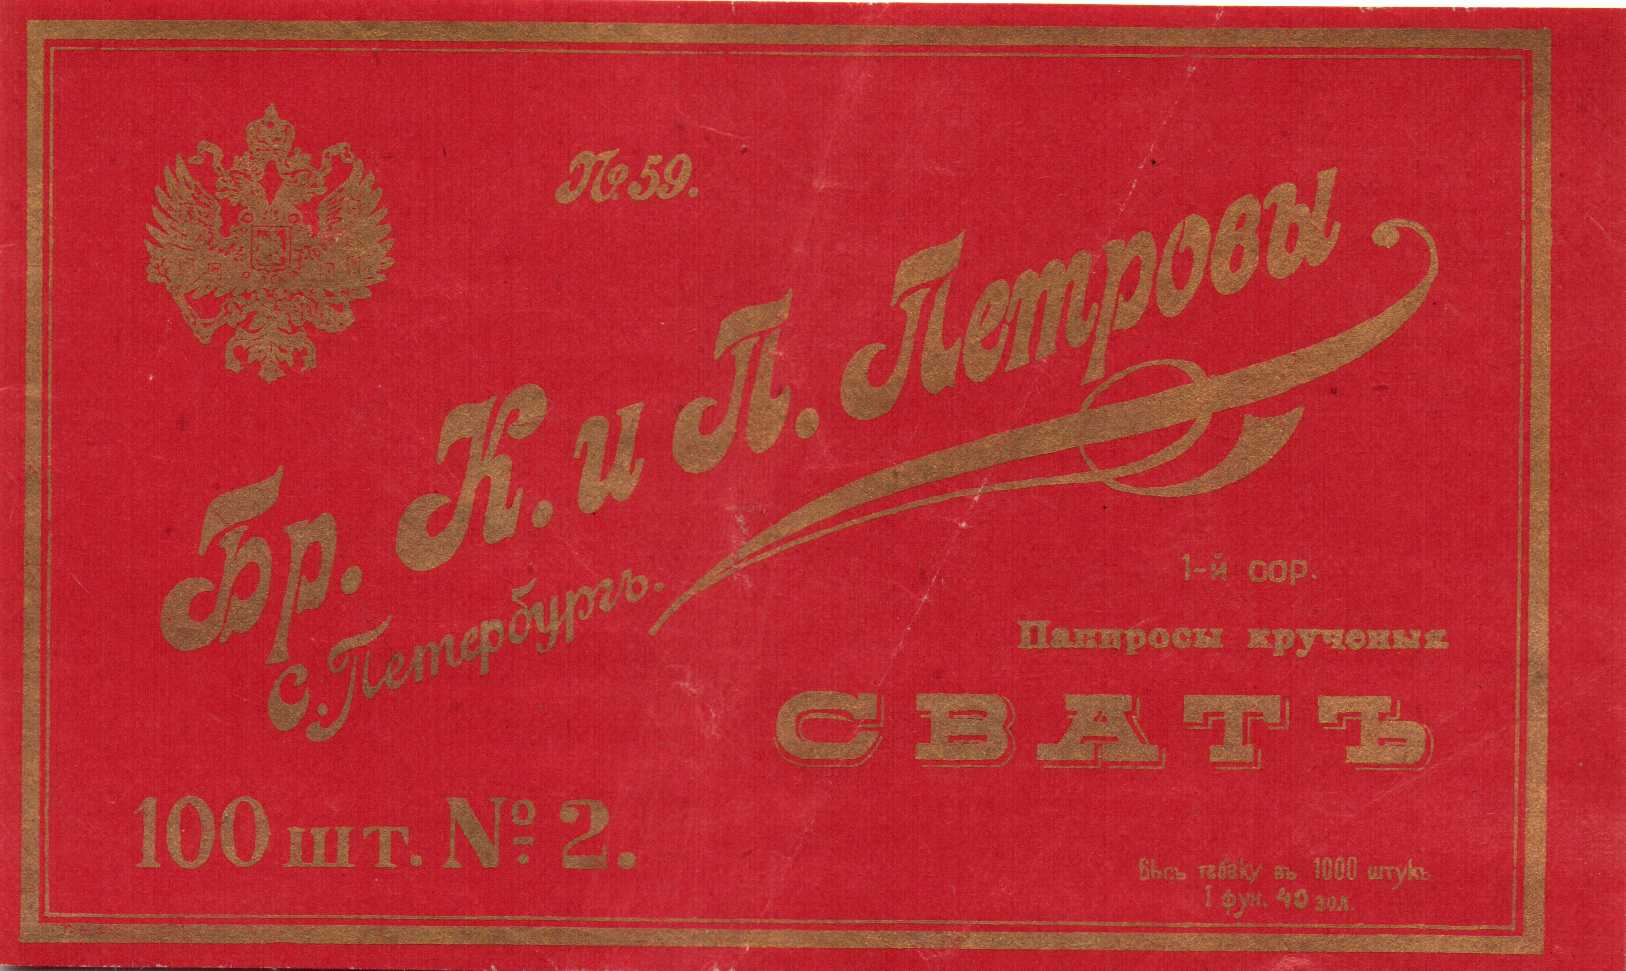 № 59.
Бр. К. и П. Петровы
С. Петербургъ.
1-й сор.
Папиросы крученыя
СВАТЪ
100 шт. № 2.
Вѣсъ табаку въ 1000 штукъ
1 фун. 40 зол.